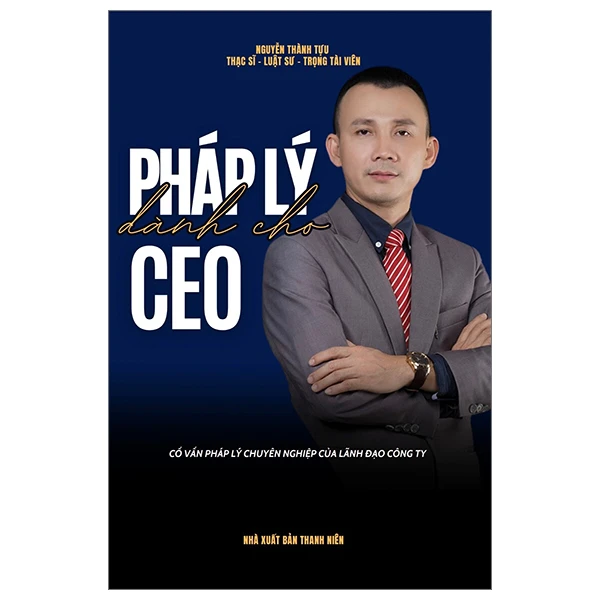 NGUYỄN THÀNH TỰU
THẠC SĨ - LUẬT SƯ - TRỌNG TÀI VIÊN
PHÁP LÝ
dành cho
CEO
CỐ VẤN PHÁP LÝ CHUYÊN NGHIỆP CỦA LÃNH ĐẠO CÔNG TY
NHÀ XUẤT BẢN THANH NIÊN